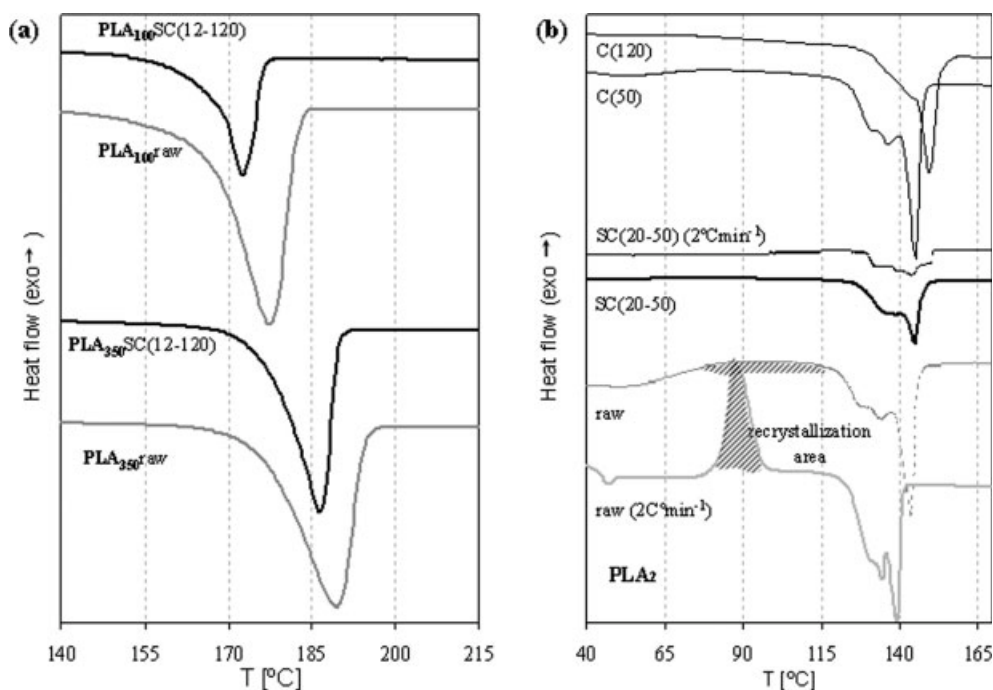 (a)
PLA100SC(12-120)
PLA100raw
PLA350SC(12-120)
PLA350raw
Heat flow (exo→)
140 155 170 185 200 215
T [ºC]
(b)
C(120)
C(50)
SC(20-50) (2ºCmin-1)
SC(20-50)
raw
recrystallization
area
raw (2Cºmin-1)
PLA2
Heat flow (exo →)
40 65 90 115 140 165
T [ºC]